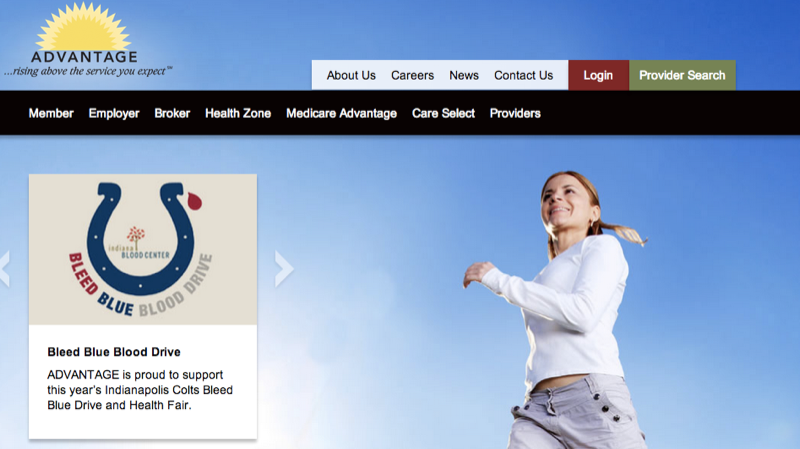 ADVANTAGE
...rising above the service you expect℠
About Us Careers News Contact Us Login Provider Search
Member Employer Broker Health Zone Medicare Advantage Care Select Providers
indiana
BLOOD CENTER
BLEED BLUE BLOOD DRIVE
Bleed Blue Blood Drive
ADVANTAGE is proud to support
this year's Indianapolis Colts Bleed
Blue Drive and Health Fair.